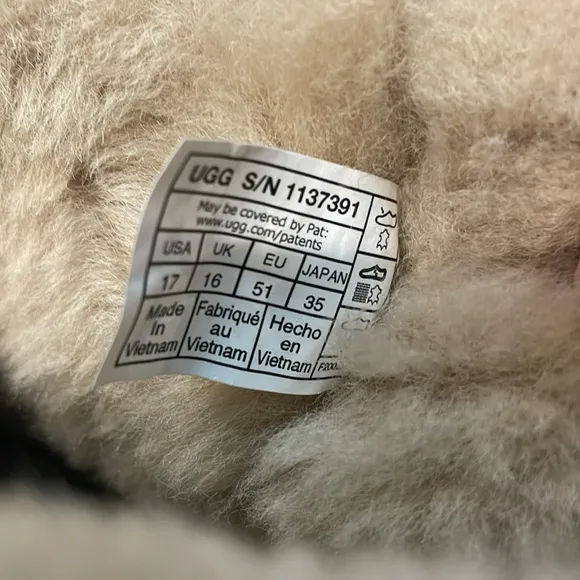 UGG S/N 1137391
May be covered by Pat:
www.ugg.com/patents
USA UK EU JAPAN
17 16 51 35
Made in Vietnam
Fabriqué au Vietnam
Hecho en Vietnam